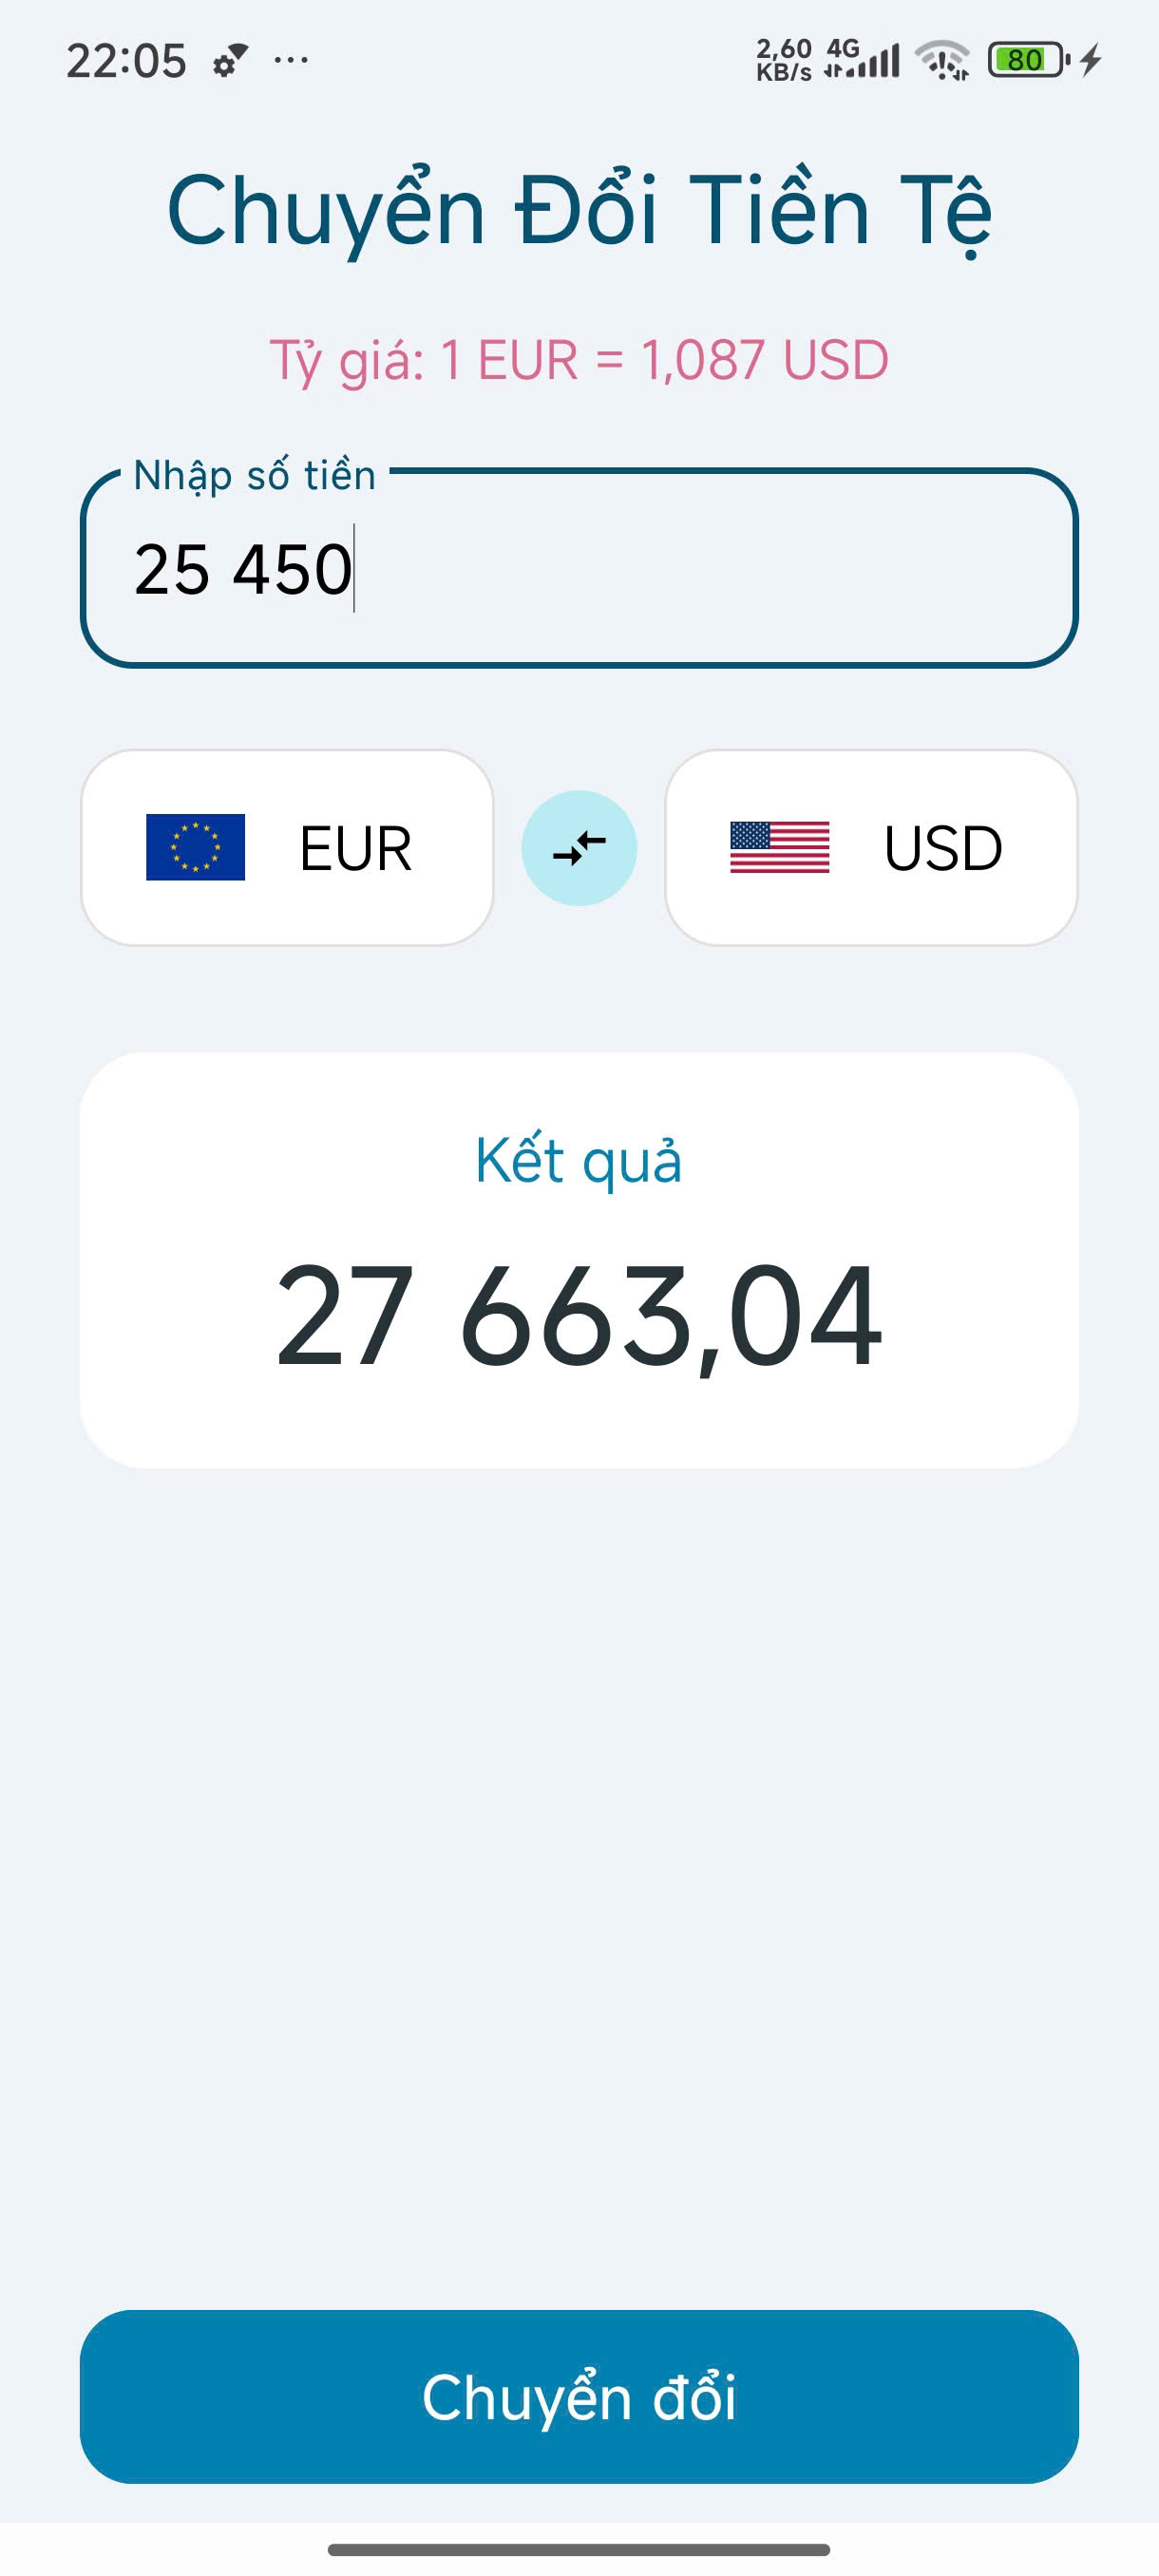 22:05 ... 2,60 KB/s 4G 80
Chuyển Đổi Tiền Tệ
Tỷ giá: 1 EUR = 1,087 USD
Nhập số tiền
25 450
EUR USD
Kết quả
27 663,04
Chuyển đổi